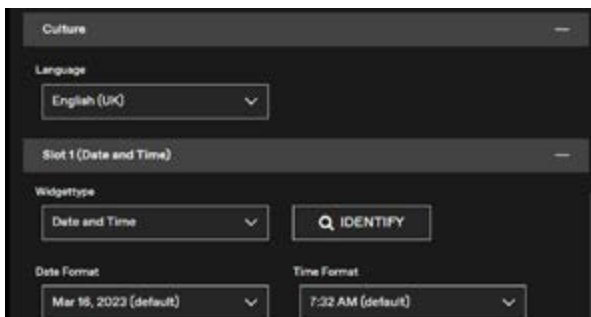 Culture
Language
English (UK)
Slot 1 (Date and Time)
Widgettype
Date and Time
IDENTIFY
Date Format
Time Format
Mar 16, 2023 (default)
7:32 AM (default)